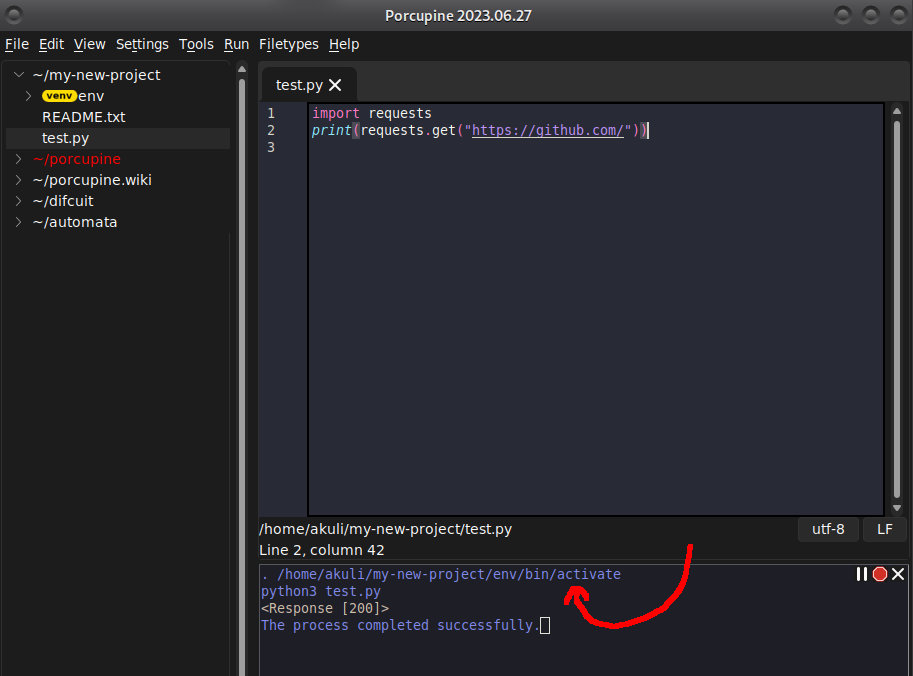 Porcupine 2023.06.27
File Edit View Settings Tools Run Filetypes Help
~/my-new-project
venv env
README.txt
test.py
~/porcupine
~/porcupine.wiki
~/difcuit
~/automata
test.py
1 import requests
2 print(requests.get("https://github.com/"))
3
/home/akuli/my-new-project/test.py utf-8 LF
Line 2, column 42
. /home/akuli/my-new-project/env/bin/activate
python3 test.py
<Response [200]>
The process completed successfully.